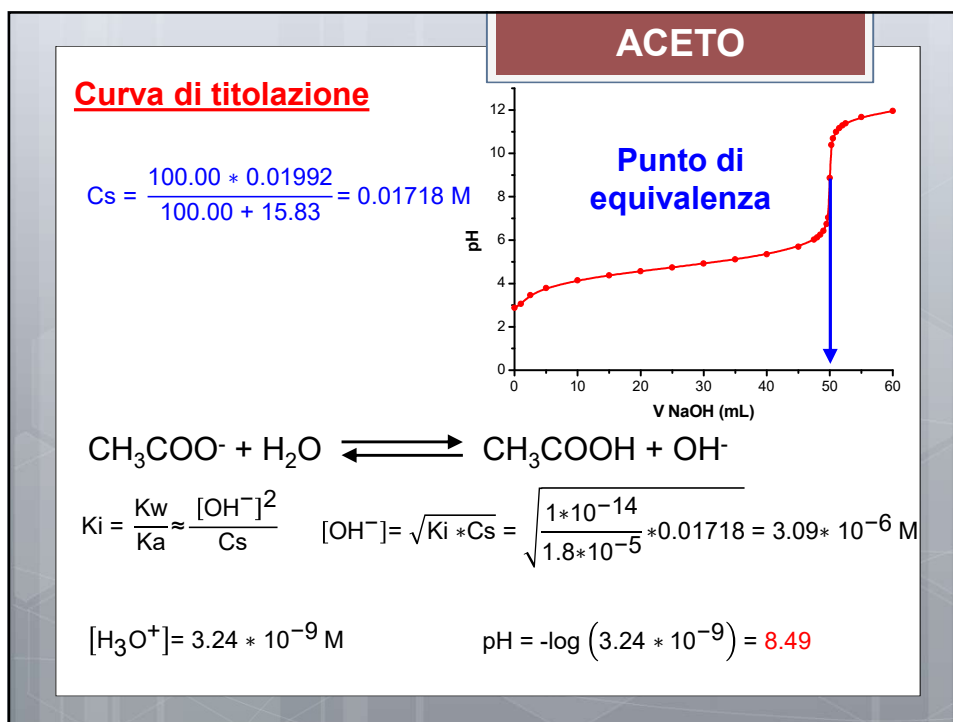 ACETO
Curva di titolazione
Cs = 100.00 * 0.01992 / 100.00 + 15.83 = 0.01718 M
Punto di
equivalenza
pH
12
10
8
6
4
2
0
0 10 20 30 40 50 60
V NaOH (mL)
CH₃COO⁻ + H₂O ⇌ CH₃COOH + OH⁻
Ki = Kw / Ka ≈ [OH⁻]² / Cs
[OH⁻]= √Ki *Cs = √1*10⁻¹⁴ / 1.8*10⁻⁵ *0.01718 = 3.09* 10⁻⁶ M
[H₃O⁺]= 3.24 * 10⁻⁹ M
pH = -log (3.24 * 10⁻⁹) = 8.49